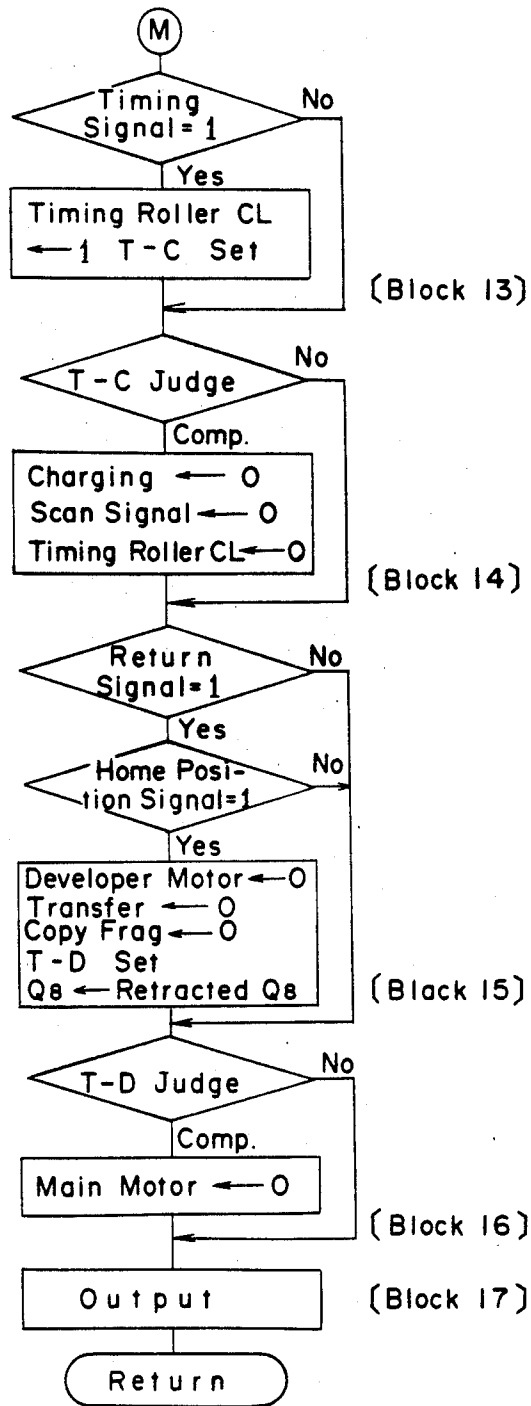 M
Timing
Signal=1
No
Yes
Timing Roller CL
←1 T-C Set
(Block 13)
T-C Judge
No
Comp.
Charging ← 0
Scan Signal ← 0
Timing Roller CL ← 0
(Block 14)
Return
Signal=1
No
Yes
Home Posi-
tion Signal=1
No
Yes
Developer Motor ← 0
Transfer ← 0
Copy Frag ← 0
T-D Set
Q8 ← Retracted Q8
(Black 15)
T-D Judge
No
Comp.
Main Motor ← 0
(Block 16)
Output
(Block 17)
Return